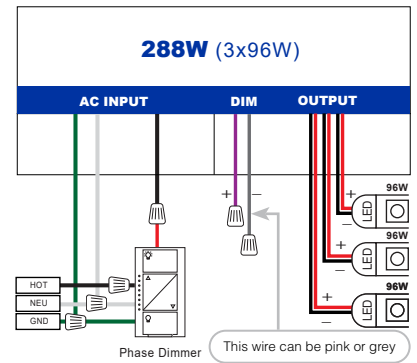 288W (3x96W)
AC INPUT DIM OUTPUT
+ −
+ 96W
− LED
+ 96W
− LED
+ 96W
− LED
HOT
NEU
GND
Phase Dimmer
This wire can be pink or grey